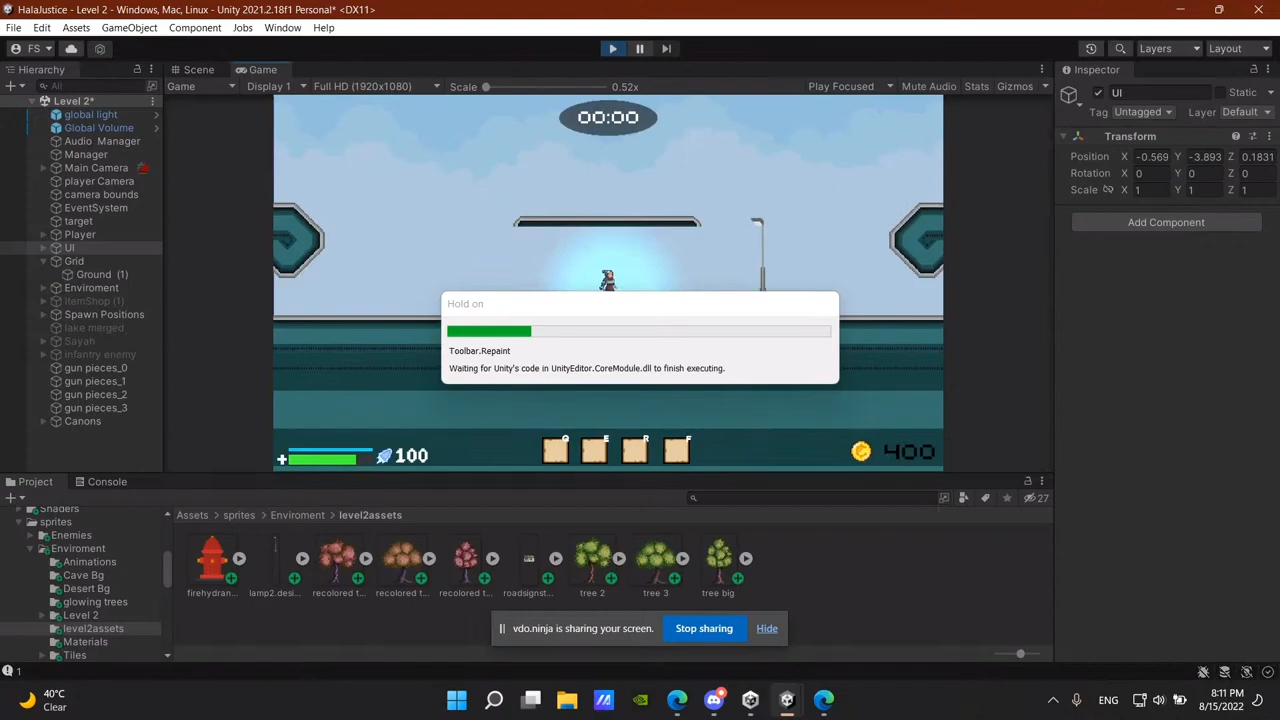 HalaJustice - Level 2 - Windows, Mac, Linux - Unity 2021.2.18f1 Personal* <DX11>
File Edit Assets GameObject Component Jobs Window Help
FS
Layers Layout
Hierarchy
All
Level 2*
global light
Global Volume
Audio Manager
Manager
Main Camera
player Camera
camera bounds
EventSystem
target
Player
UI
Grid
Ground (1)
Enviroment
ItemShop (1)
Spawn Positions
lake merged
Sayah
infantry enemy
gun pieces_0
gun pieces_1
gun pieces_2
gun pieces_3
Canons
Scene Game
Game Display 1 Full HD (1920x1080) Scale 0.52x Play Focused Mute Audio Stats Gizmos
00:00
Hold on
Toolbar.Repaint
Waiting for Unity's code in UnityEditor.CoreModule.dll to finish executing.
100
Q E R F
400
Inspector
UI Static
Tag Untagged Layer Default
Transform
Position X -0.569 Y -3.893 Z 0.1831
Rotation X 0 Y 0 Z 0
Scale X 1 Y 1 Z 1
Add Component
Project Console
27
Shaders
sprites
Enemies
Enviroment
Animations
Cave Bg
Desert Bg
glowing trees
Level 2
level2assets
Materials
Tiles
Assets > sprites > Enviroment > level2assets
firehydran... lamp2.desi... recolored t... recolored t... recolored t... roadsignst... tree 2 tree 3 tree big
vdo.ninja is sharing your screen. Stop sharing Hide
1
40°C
Clear
ENG
8:11 PM
8/15/2022